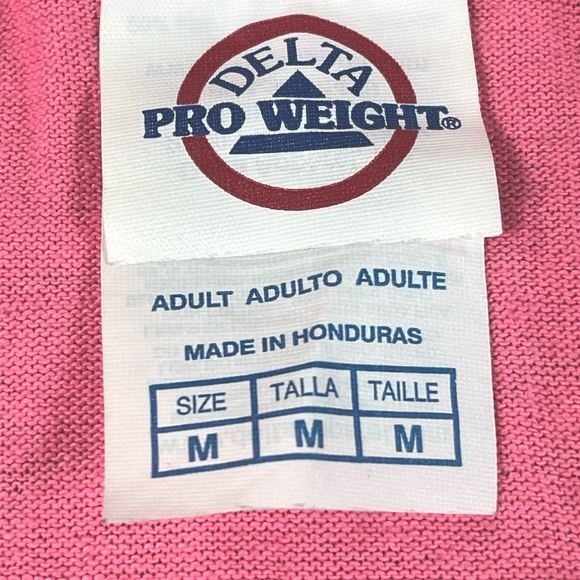 DELTA
PRO WEIGHT®
ADULT ADULTO ADULTE
MADE IN HONDURAS
SIZE TALLA TAILLE
M M M